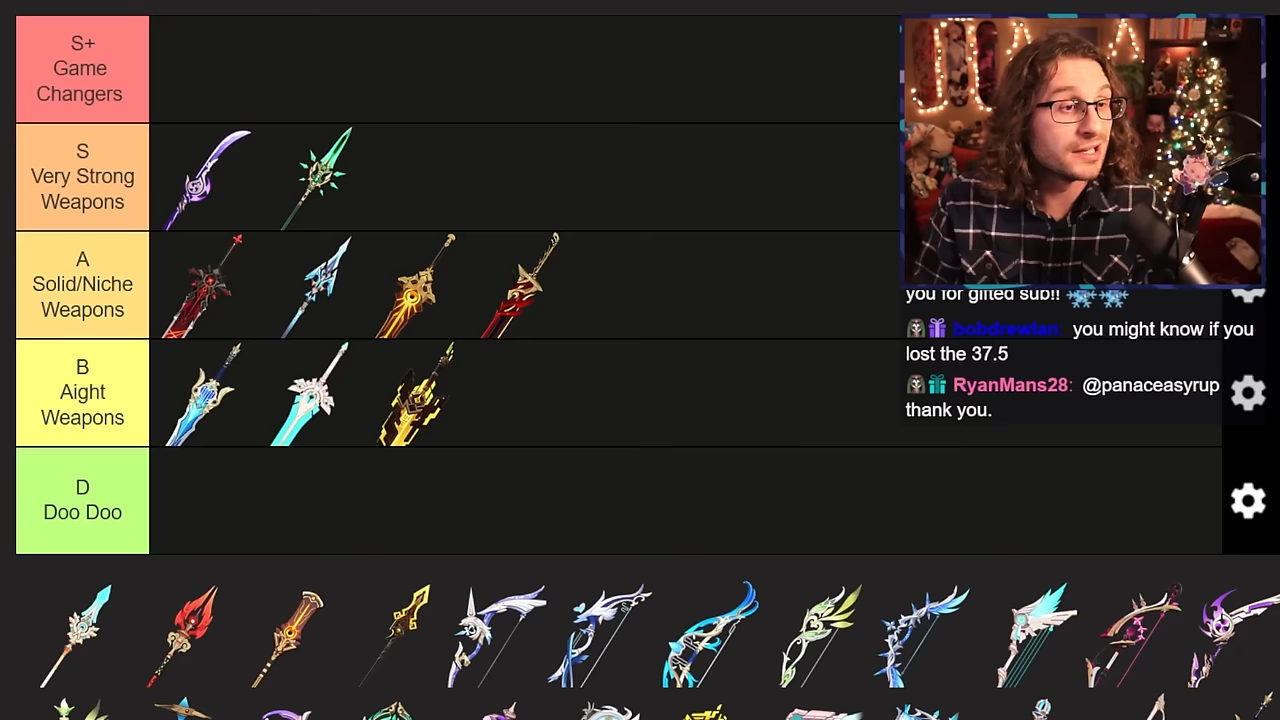 S+
Game
Changers
S
Very Strong
Weapons
A
Solid/Niche
Weapons
B
Aight
Weapons
D
Doo Doo
you for gifted sub!!
bobdrewlan: you might know if you
lost the 37.5
RyanMans28: @panaceasyrup
thank you.